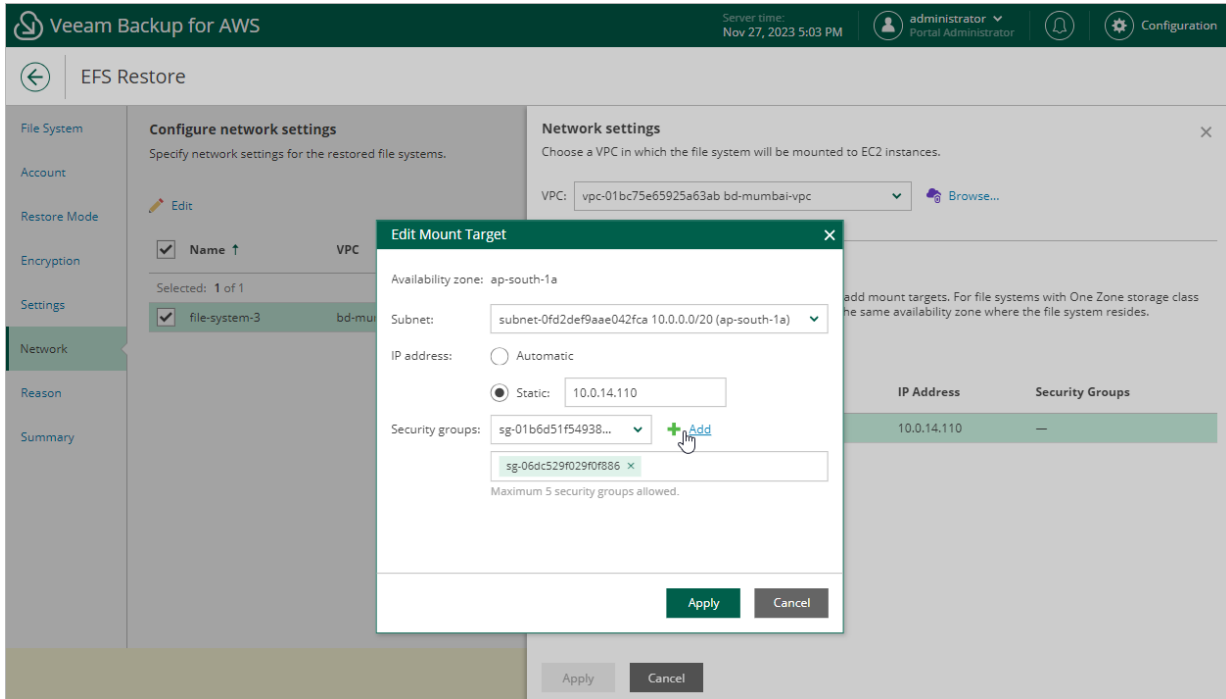 Veeam Backup for AWS
Server time:
Nov 27, 2023 5:03 PM
administrator
Portal Administrator
Configuration
EFS Restore
File System
Account
Restore Mode
Encryption
Settings
Network
Reason
Summary
Configure network settings
Specify network settings for the restored file systems.
Edit
Name ↑ VPC
Selected: 1 of 1
file-system-3 bd-mu
Network settings
Choose a VPC in which the file system will be mounted to EC2 instances.
VPC: vpc-01bc75e65925a63ab bd-mumbai-vpc Browse...
add mount targets. For file systems with One Zone storage class
he same availability zone where the file system resides.
IP Address Security Groups
10.0.14.110 —
Apply Cancel
Edit Mount Target
Availability zone: ap-south-1a
Subnet: subnet-0fd2def9aae042fca 10.0.0.0/20 (ap-south-1a)
IP address: Automatic
Static: 10.0.14.110
Security groups: sg-01b6d51f54938... Add
sg-06dc529f029f0f886 ×
Maximum 5 security groups allowed.
Apply Cancel